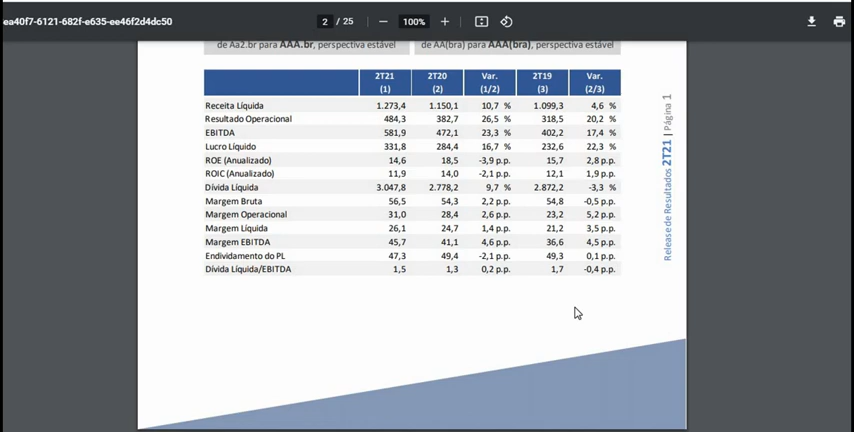 ea40f7-6121-682f-e635-ee46f2d4dc50
2 / 25
100%
de Aa2.br para AAA.br, perspectiva estável
de AA(bra) para AAA(bra), perspectiva estável
2T21 2T20 Var. 2T19 Var.
(1) (2) (1/2) (3) (2/3)
Receita Líquida 1.273,4 1.150,1 10,7 % 1.099,3 4,6 %
Resultado Operacional 484,3 382,7 26,5 % 318,5 20,2 %
EBITDA 581,9 472,1 23,3 % 402,2 17,4 %
Lucro Líquido 331,8 284,4 16,7 % 232,6 22,3 %
ROE (Anualizado) 14,6 18,5 -3,9 p.p. 15,7 2,8 p.p.
ROIC (Anualizado) 11,9 14,0 -2,1 p.p. 12,1 1,9 p.p.
Dívida Líquida 3.047,8 2.778,2 9,7 % 2.872,2 -3,3 %
Margem Bruta 56,5 54,3 2,2 p.p. 54,8 -0,5 p.p.
Margem Operacional 31,0 28,4 2,6 p.p. 23,2 5,2 p.p.
Margem Líquida 26,1 24,7 1,4 p.p. 21,2 3,5 p.p.
Margem EBITDA 45,7 41,1 4,6 p.p. 36,6 4,5 p.p.
Endividamento do PL 47,3 49,4 -2,1 p.p. 49,3 0,1 p.p.
Dívida Líquida/EBITDA 1,5 1,3 0,2 p.p. 1,7 -0,4 p.p.
Release de Resultados 2T21 | Página 1